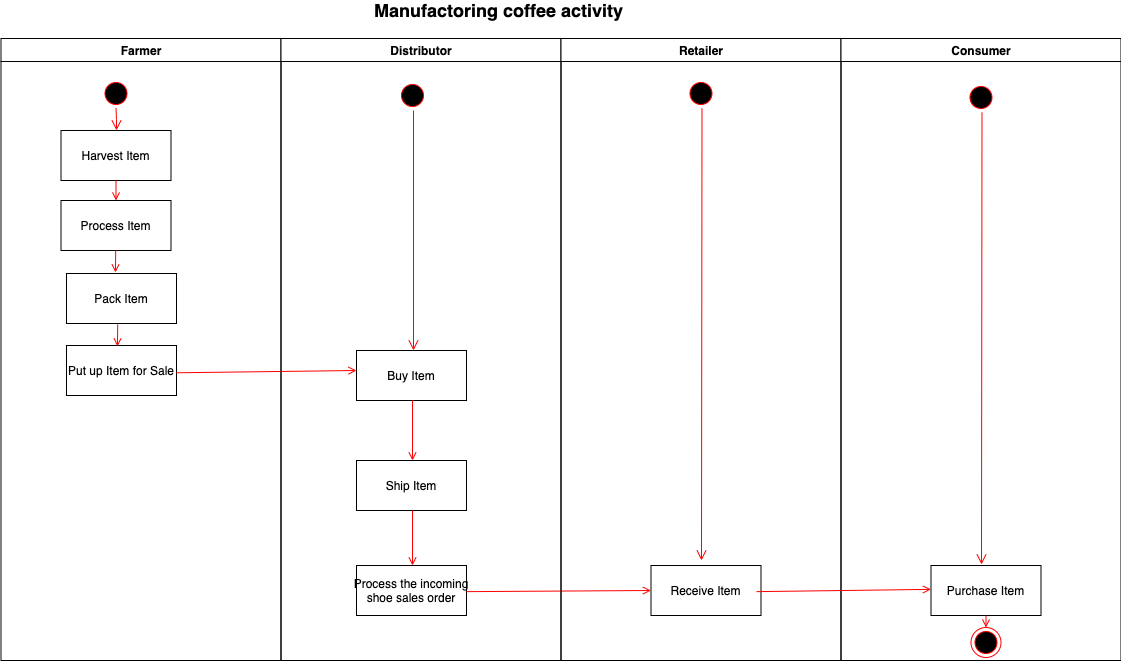 Manufactoring coffee activity
Farmer
Distributor
Retailer
Consumer
Harvest Item
Process Item
Pack Item
Put up Item for Sale
Buy Item
Ship Item
Process the incoming
shoe sales order
Receive Item
Purchase Item